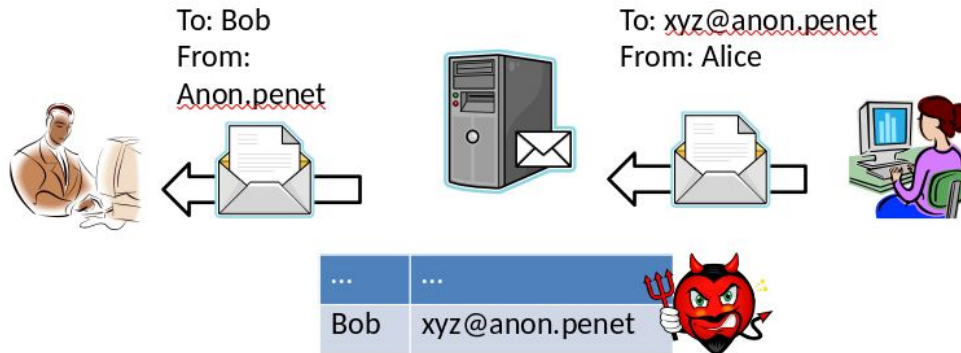 To: Bob
From:
Anon.penet
To: xyz@anon.penet
From: Alice
... ...
Bob xyz@anon.penet